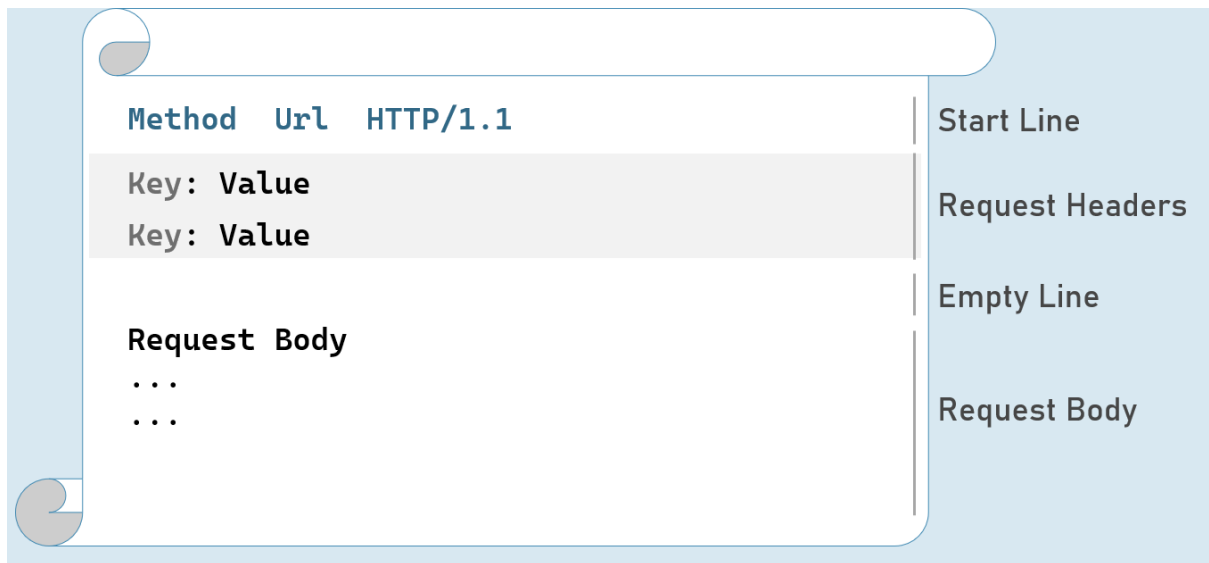 Method Url HTTP/1.1
Start Line
Key: Value
Key: Value
Request Headers
Empty Line
Request Body
...
...
Request Body